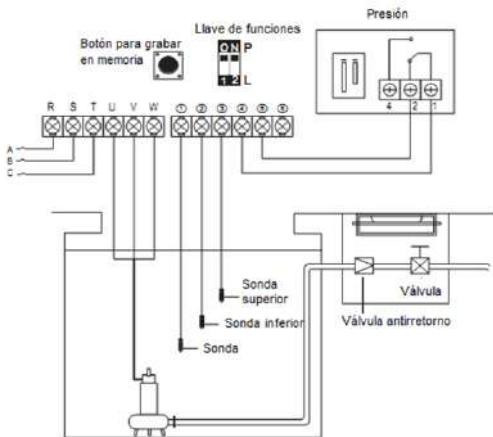 Presión
Llave de funciones
Botón para grabar
en memoria
ON P
1 2 L
4 2 1
R S T U V W 1 2 3 4 5 6
A
B
C
Sonda
superior
Sonda inferior
Sonda
Válvula
Válvula antirretorno